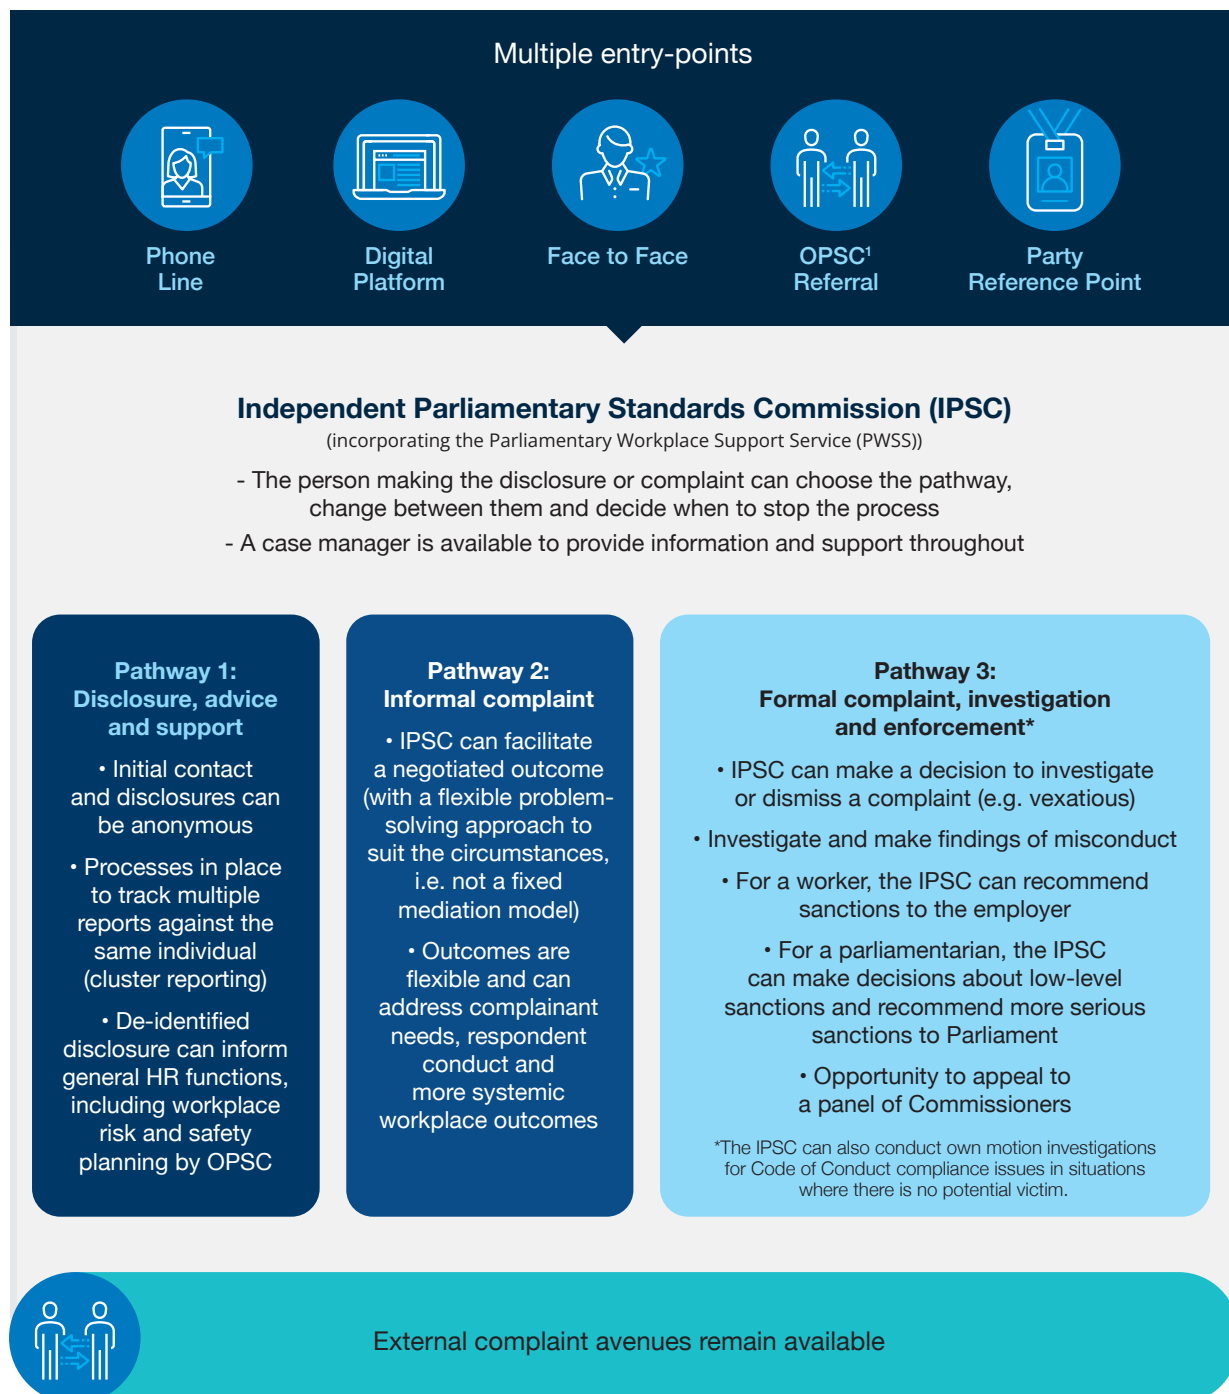 Multiple entry-points
Phone
Line
Digital
Platform
Face to Face
OPSC¹
Referral
Party
Reference Point
Independent Parliamentary Standards Commission (IPSC)
(incorporating the Parliamentary Workplace Support Service (PWSS))
- The person making the disclosure or complaint can choose the pathway,
change between them and decide when to stop the process
- A case manager is available to provide information and support throughout
Pathway 1:
Disclosure, advice
and support
• Initial contact
and disclosures can
be anonymous
• Processes in place
to track multiple
reports against the
same individual
(cluster reporting)
• De-identified
disclosure can inform
general HR functions,
including workplace
risk and safety
planning by OPSC
Pathway 2:
Informal complaint
• IPSC can facilitate
a negotiated outcome
(with a flexible problem-
solving approach to
suit the circumstances,
i.e. not a fixed
mediation model)
• Outcomes are
flexible and can
address complainant
needs, respondent
conduct and
more systemic
workplace outcomes
Pathway 3:
Formal complaint, investigation
and enforcement*
• IPSC can make a decision to investigate
or dismiss a complaint (e.g. vexatious)
• Investigate and make findings of misconduct
• For a worker, the IPSC can recommend
sanctions to the employer
• For a parliamentarian, the IPSC
can make decisions about low-level
sanctions and recommend more serious
sanctions to Parliament
• Opportunity to appeal to
a panel of Commissioners
*The IPSC can also conduct own motion investigations
for Code of Conduct compliance issues in situations
where there is no potential victim.
External complaint avenues remain available